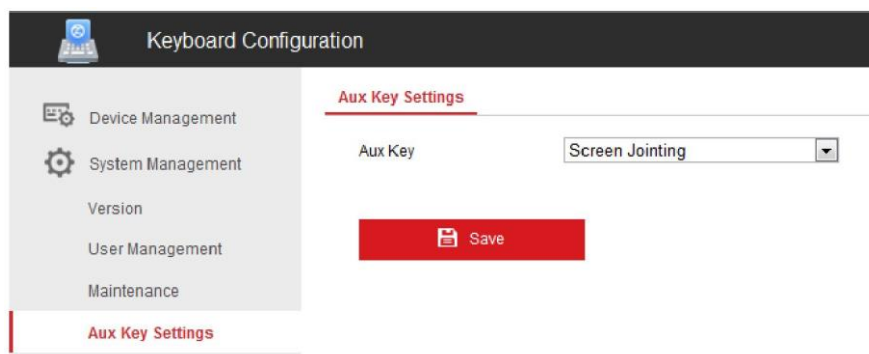 Keyboard Configuration
Device Management
System Management
Version
User Management
Maintenance
Aux Key Settings
Aux Key Settings
Aux Key Screen Jointing
Save